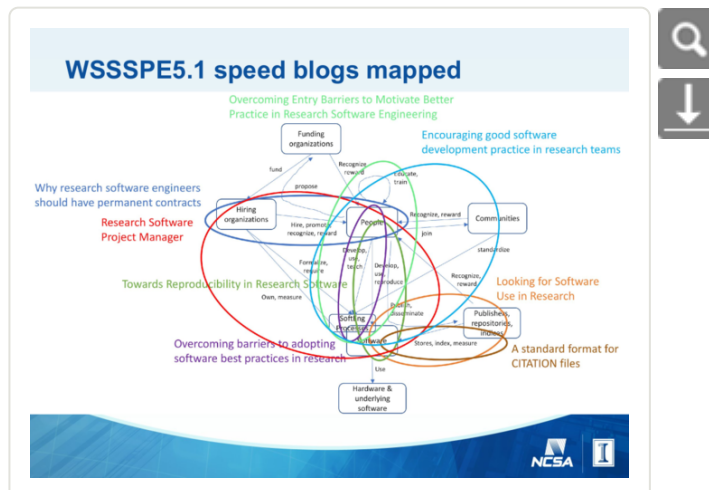 WSSSPE5.1 speed blogs mapped
Overcoming Entry Barriers to Motivate Better
Practice in Research Software Engineering
Funding
organizations
Encouraging good software
development practice in research teams
fund
Recognize
reward
Educate,
train
propose
Why research software engineers
should have permanent contracts
Hiring
organizations
People
Recognize, reward
Communities
Research Software
Project Manager
Hire, promote,
recognize, reward
join
Develop,
use,
teach
standardize
Formalize,
require
Develop,
use,
reproduce
Recognize,
reward
Towards Reproducibility in Research Software
Looking for Software
Use in Research
Own, measure
Publish,
disseminate
Publishers,
repositories,
indices
Processes
Software
Stores, index, measure
Overcoming barriers to adopting
software best practices in research
A standard format for
CITATION files
Use
Hardware &
underlying
software
NCSA
I